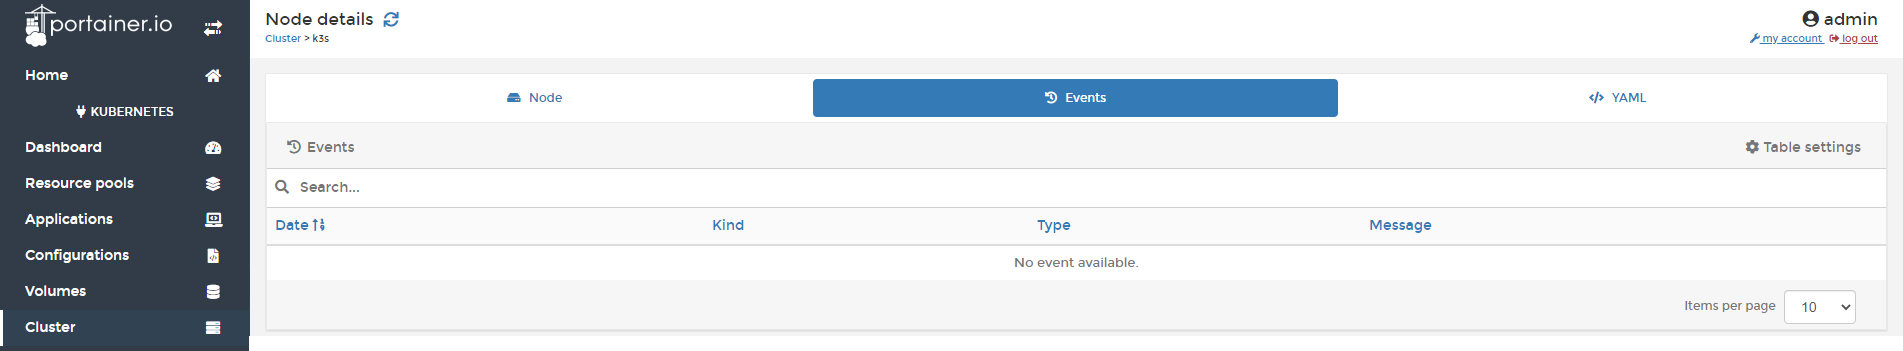 portainer.io
Home
KUBERNETES
Dashboard
Resource pools
Applications
Configurations
Volumes
Cluster
Node details
Cluster > k3s
admin
my account log out
Node Events YAML
Events Table settings
Search...
Date Kind Type Message
No event available.
Items per page 10